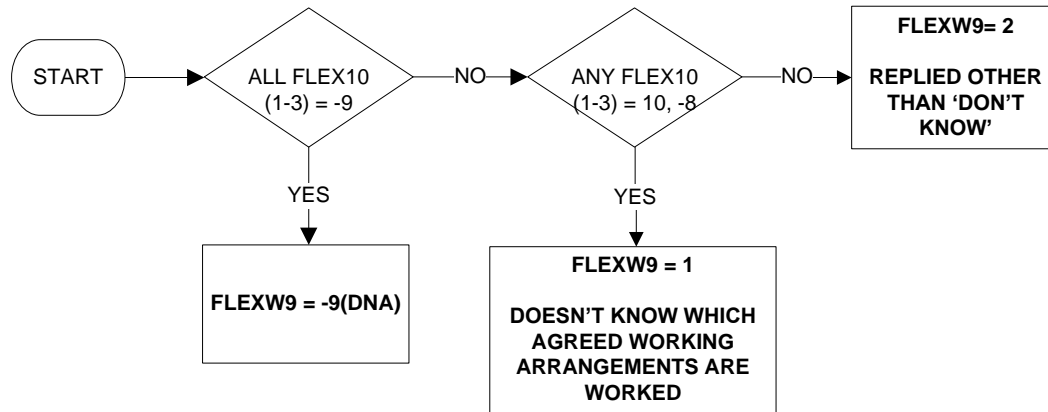 START
ALL FLEX10
(1-3) = -9
NO
ANY FLEX10
(1-3) = 10, -8
NO
FLEXW9= 2
REPLIED OTHER
THAN ‘DON’T
KNOW’
YES
YES
FLEXW9 = -9(DNA)
FLEXW9 = 1
DOESN’T KNOW WHICH
AGREED WORKING
ARRANGEMENTS ARE
WORKED